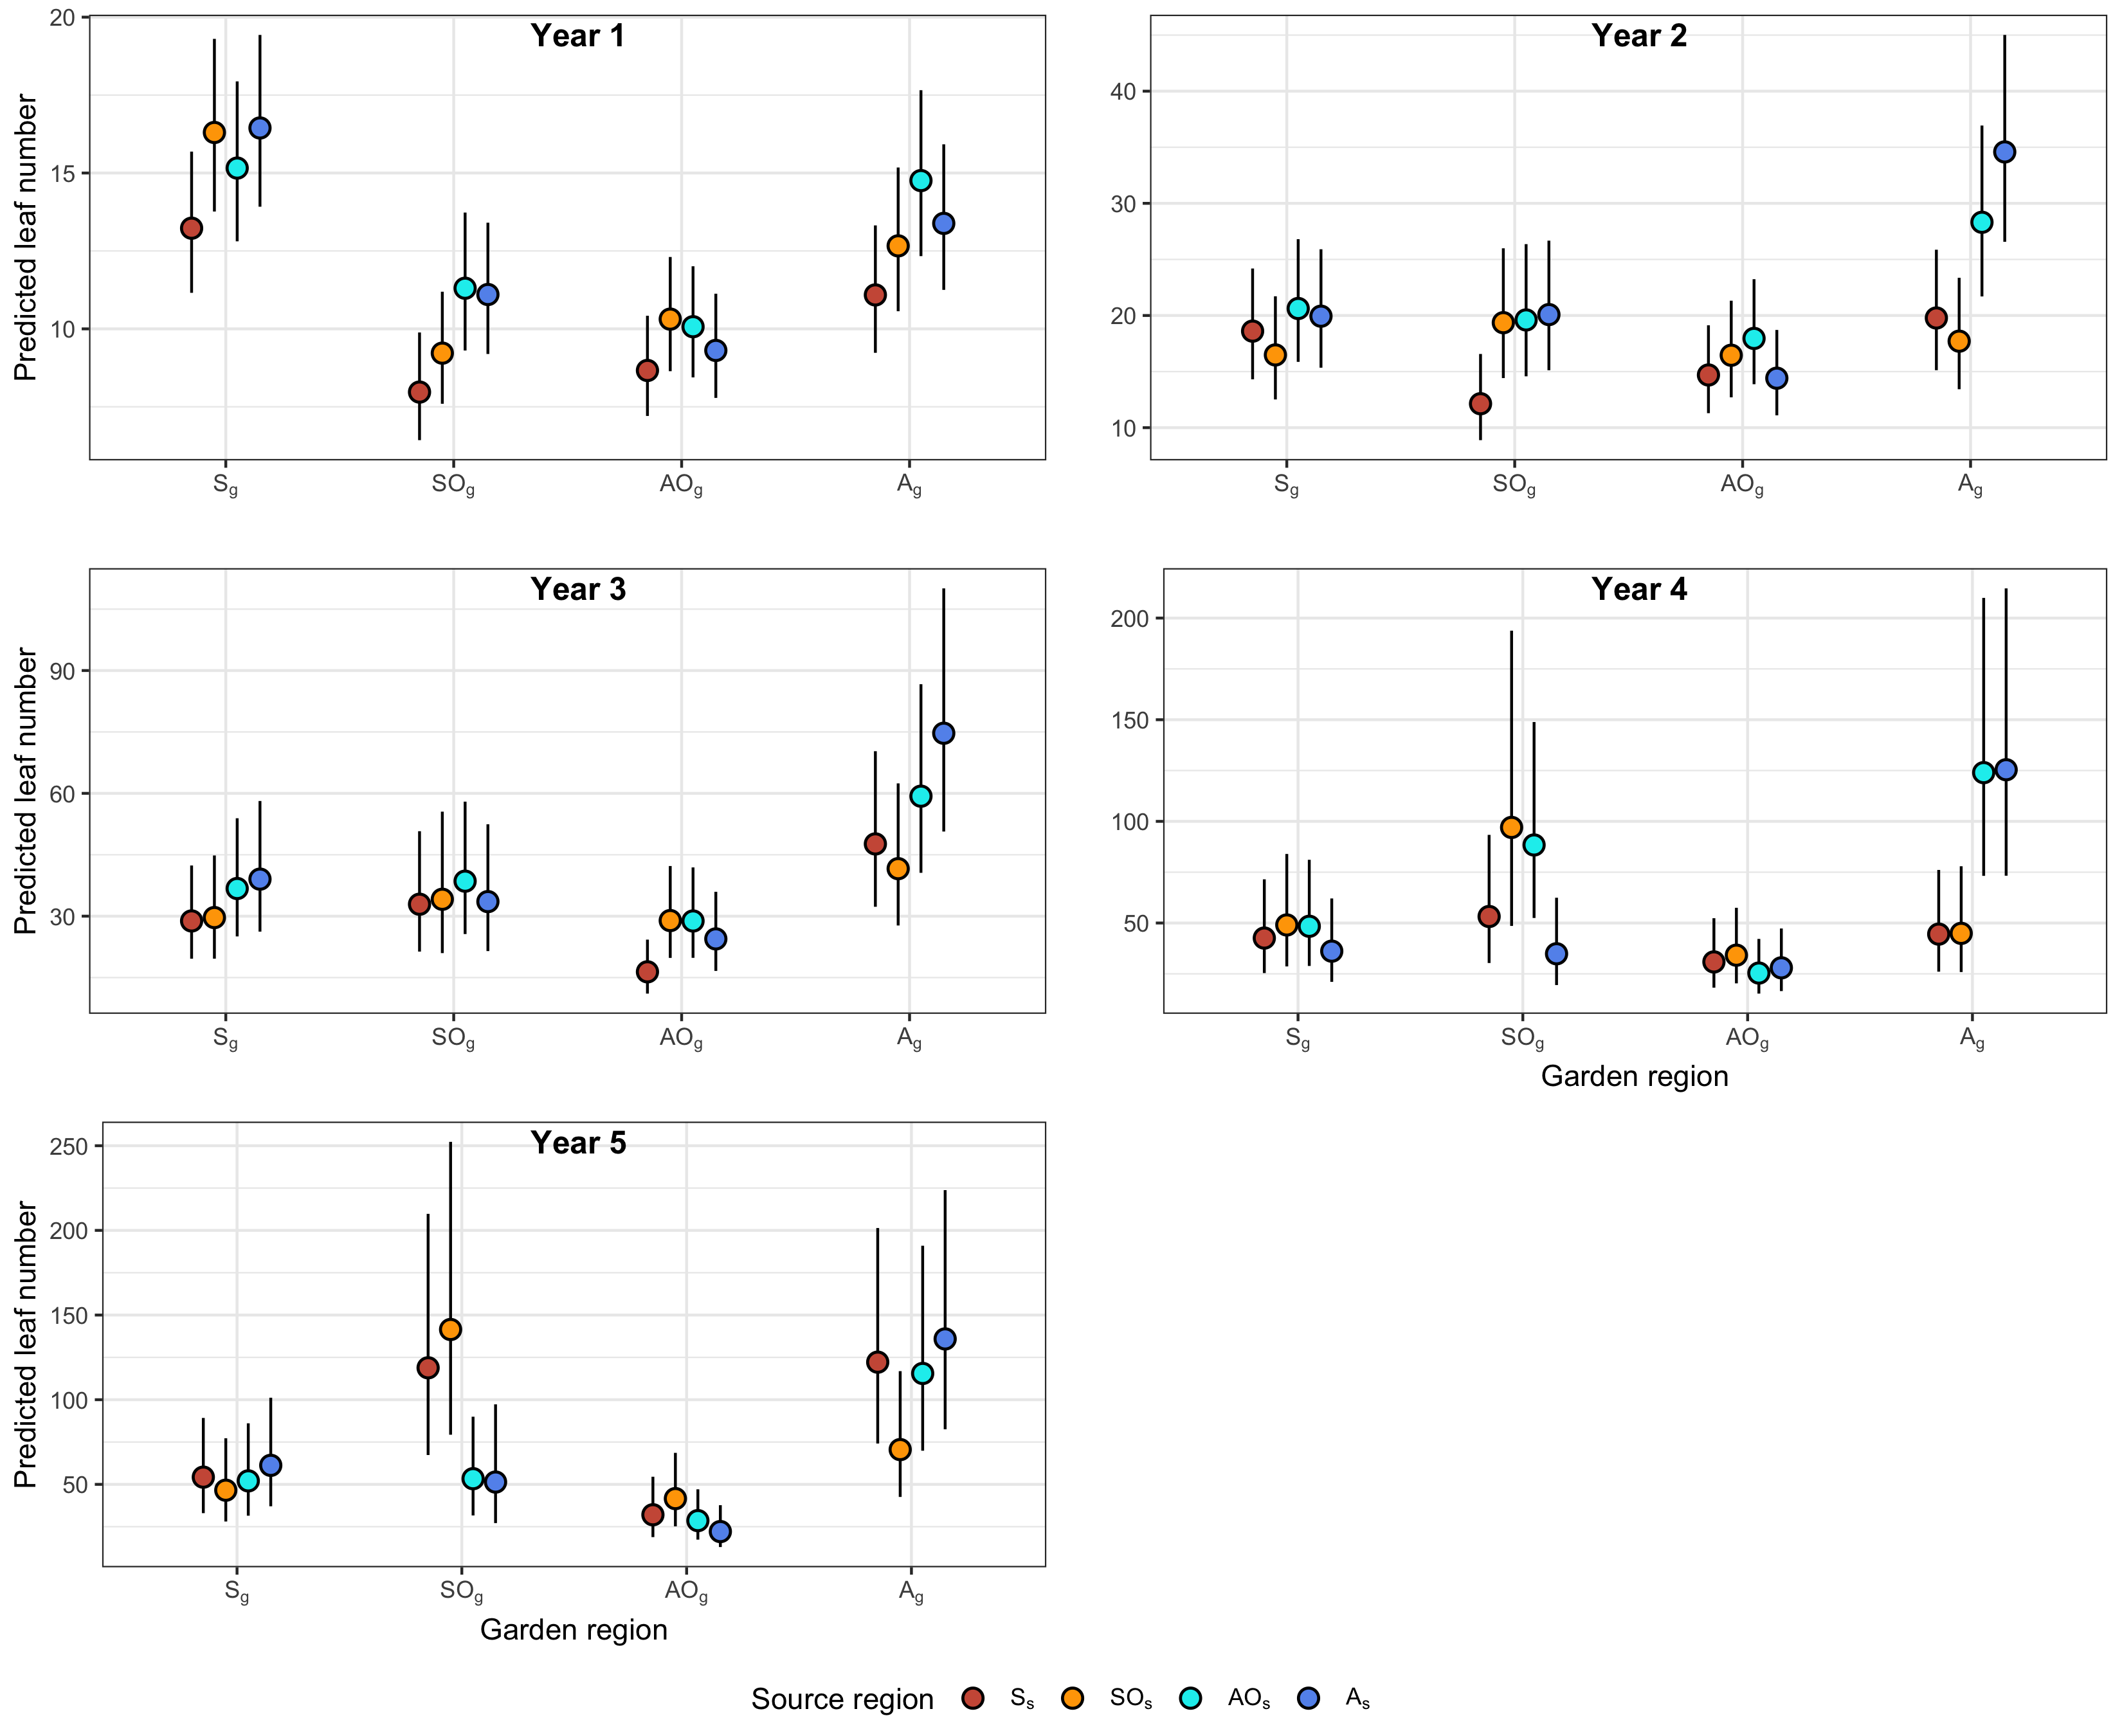 Year 1
Predicted leaf number
20
15
10
Sg SOg AOg Ag
Year 2
40
30
20
10
Sg SOg AOg Ag
Year 3
Predicted leaf number
90
60
30
Sg SOg AOg Ag
Year 4
200
150
100
50
Sg SOg AOg Ag
Garden region
Year 5
Predicted leaf number
250
200
150
100
50
Sg SOg AOg Ag
Garden region
Source region Ss SOs AOs As